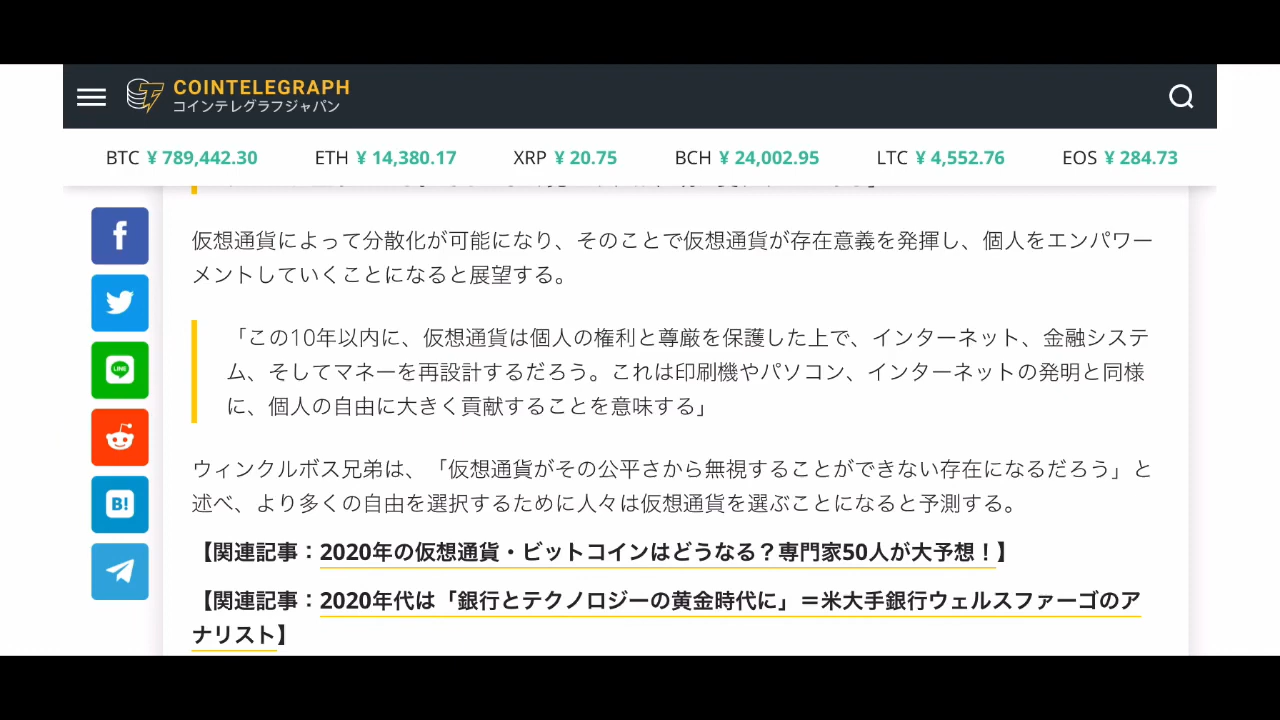 COINTELEGRAPH
コインテレグラフジャパン
BTC ¥ 789,442.30 ETH ¥ 14,380.17 XRP ¥ 20.75 BCH ¥ 24,002.95 LTC ¥ 4,552.76 EOS ¥ 284.73
仮想通貨によって分散化が可能になり、そのことで仮想通貨が存在意義を発揮し、個人をエンパワー
メントしていくことになると展望する。
「この10年以内に、仮想通貨は個人の権利と尊厳を保護した上で、インターネット、金融システ
ム、そしてマネーを再設計するだろう。これは印刷機やパソコン、インターネットの発明と同様
に、個人の自由に大きく貢献することを意味する」
ウィンクルボス兄弟は、「仮想通貨がその公平さから無視することができない存在になるだろう」と
述べ、より多くの自由を選択するために人々は仮想通貨を選ぶことになると予測する。
【関連記事：2020年の仮想通貨・ビットコインはどうなる？専門家50人が大予想！】
【関連記事：2020年代は「銀行とテクノロジーの黄金時代に」＝米大手銀行ウェルスファーゴのア
ナリスト】
LINE
B!